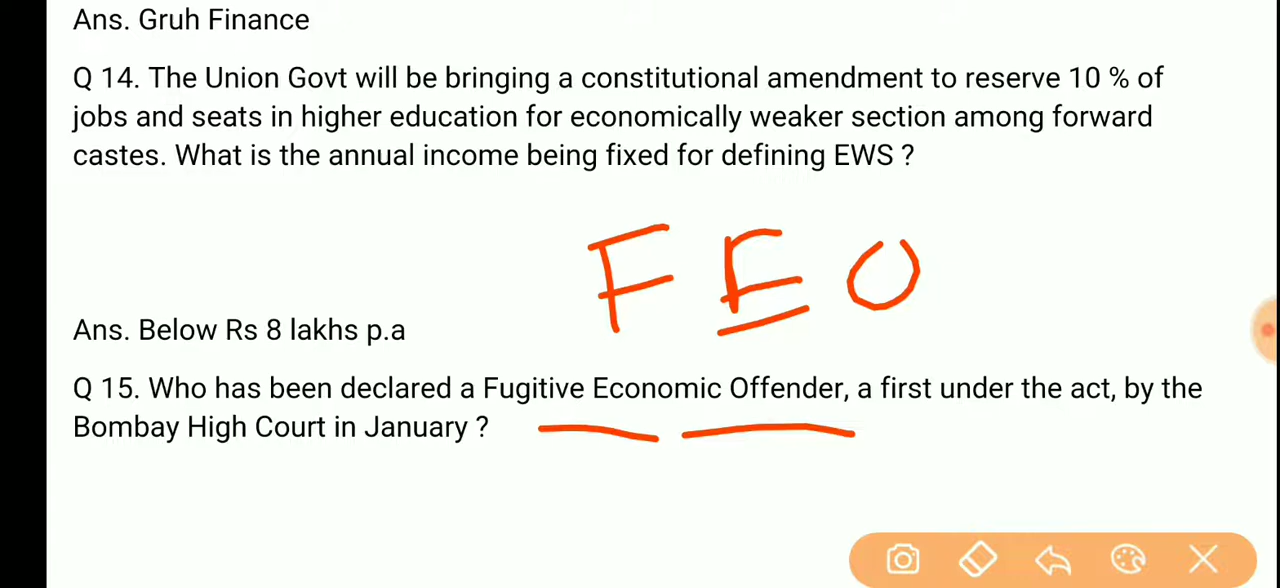 Ans. Gruh Finance
Q 14. The Union Govt will be bringing a constitutional amendment to reserve 10 % of
jobs and seats in higher education for economically weaker section among forward
castes. What is the annual income being fixed for defining EWS ?
F E O
Ans. Below Rs 8 lakhs p.a
Q 15. Who has been declared a Fugitive Economic Offender, a first under the act, by the
Bombay High Court in January ?